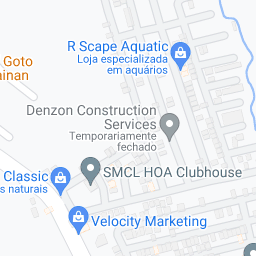 R Scape Aquatic
Loja especializada
em aquários
Goto
Denzon Construction
Services
Temporariamente
fechado
SMCL HOA Clubhouse
Classic
s naturais
Velocity Marketing